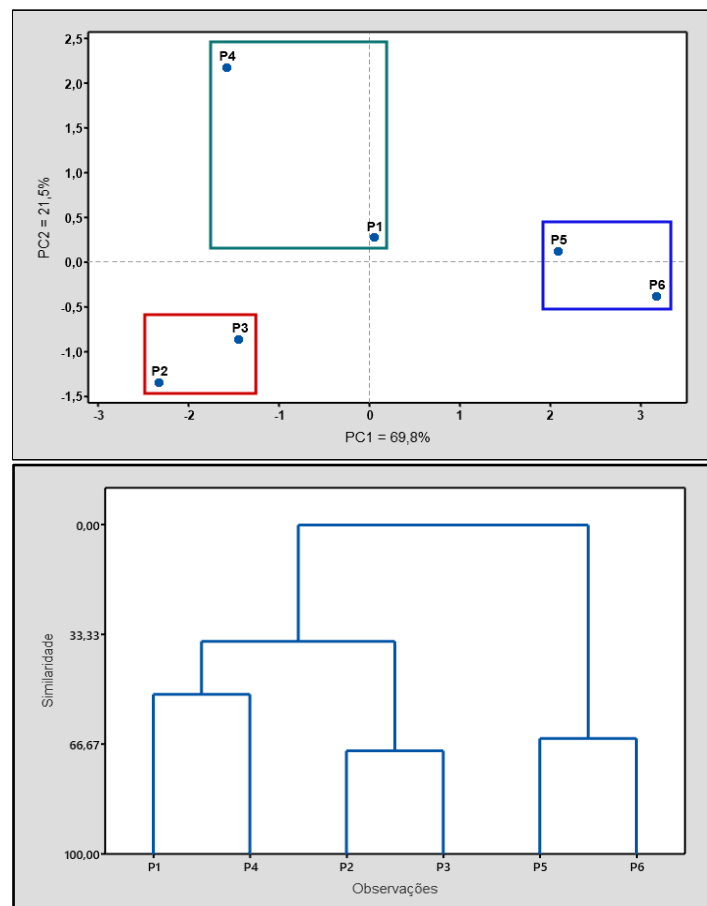 2,5
2,0
1,5
1,0
0,5
0,0
-0,5
-1,0
-1,5
PC2 = 21,5%
P4
P1
P5
P6
P3
P2
-3 -2 -1 0 1 2 3
PC1 = 69,8%
0,00
33,33
66,67
100,00
Similaridade
P1 P4 P2 P3 P5 P6
Observações